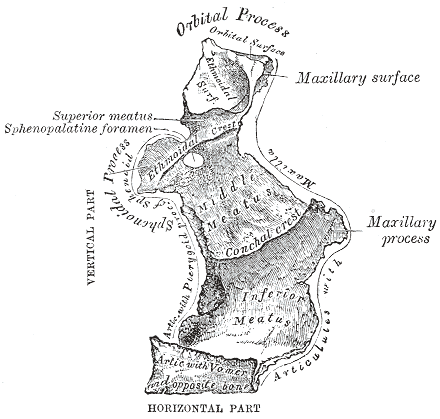 Orbital Process
Orbital Surface
Ethmoidal
Surf.
Maxillary surface
Superior meatus
Sphenopalatine foramen
Ethmoidal Crest
Sphenoidal Process
Artic. with Pterygoid proc. of Sphenoid
VERTICAL PART
Middle
Meatus
Maxilla
Conchal crest
Maxillary
process
Inferior
Meatus
Articulates with
Artic with Vomer
and opposite bone
HORIZONTAL PART